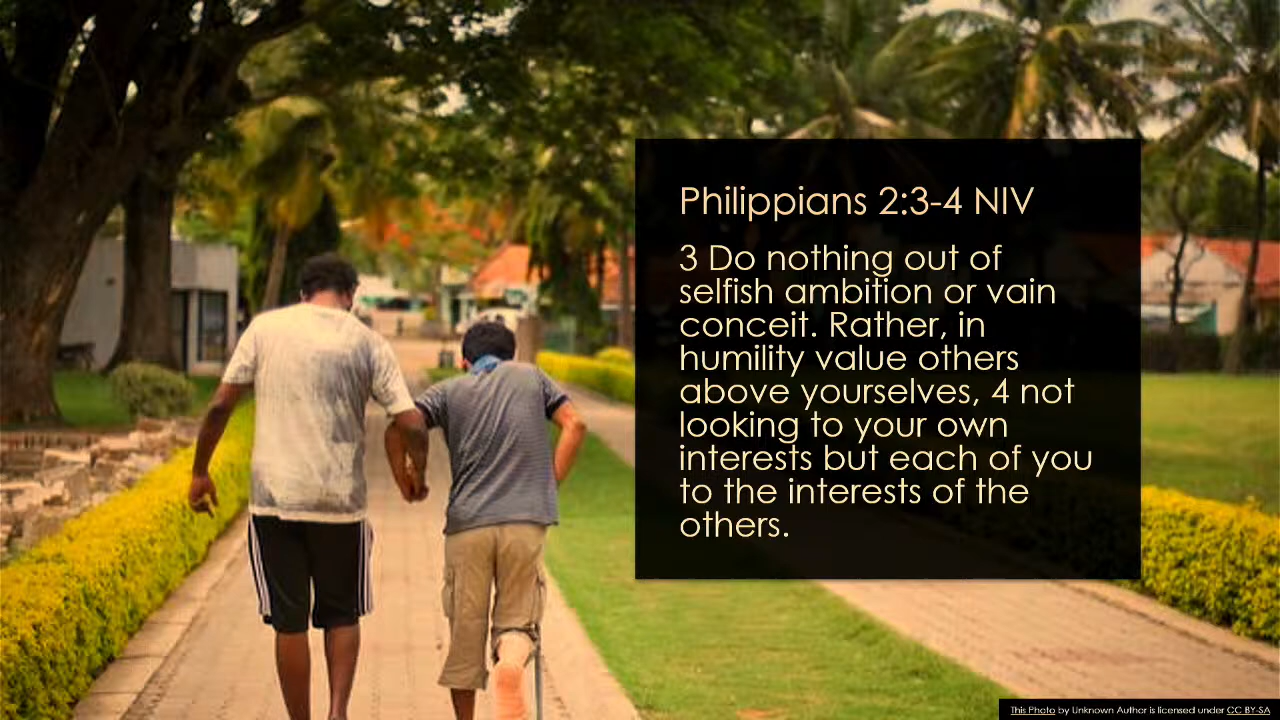 Philippians 2:3-4 NIV
3 Do nothing out of
selfish ambition or vain
conceit. Rather, in
humility value others
above yourselves, 4 not
looking to your own
interests but each of you
to the interests of the
others.
This Photo by Unknown Author is licensed under CC BY-SA